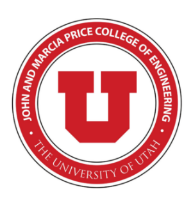 JOHN AND MARCIA PRICE COLLEGE OF ENGINEERING
U
• THE UNIVERSITY OF UTAH •